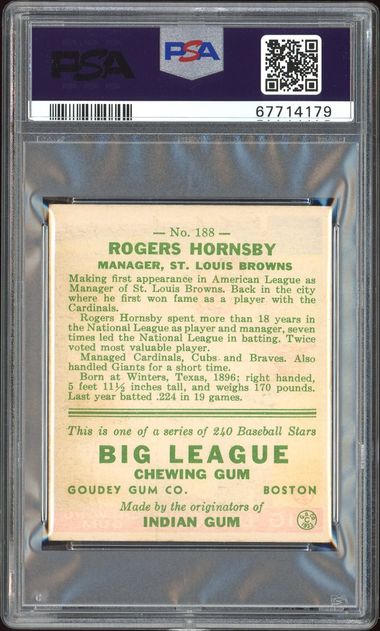 PSA
PSA
67714179
— No. 188 —
ROGERS HORNSBY
MANAGER, ST. LOUIS BROWNS
Making first appearance in American League as
Manager of St. Louis Browns. Back in the city
where he first won fame as a player with the
Cardinals.
Rogers Hornsby spent more than 18 years in
the National League as player and manager, seven
times led the National League in batting. Twice
voted most valuable player.
Managed Cardinals, Cubs and Braves. Also
handled Giants for a short time.
Born at Winters, Texas, 1896; right handed,
5 feet 11½ inches tall, and weighs 170 pounds.
Last year batted .224 in 19 games.
This is one of a series of 240 Baseball Stars
BIG LEAGUE
CHEWING GUM
GOUDEY GUM CO. BOSTON
Made by the originators of
INDIAN GUM